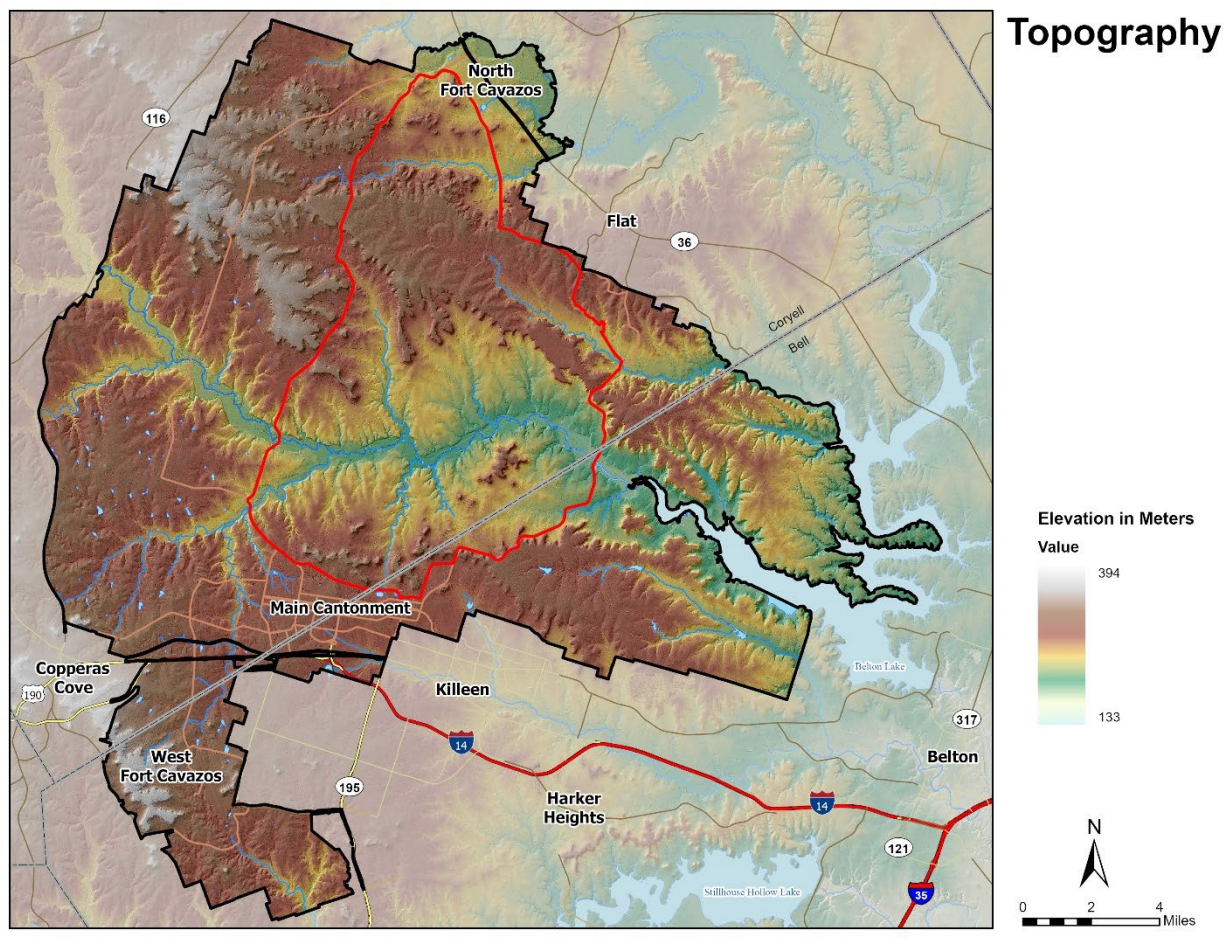 Topography
North
Fort Cavazos
116
Flat
36
Coryell
Bell
Elevation in Meters
Value
394
133
Main Cantonment
Copperas
Cove
190
Killeen
Belton Lake
317
14
West
Fort Cavazos
Belton
195
Harker
Heights
14
121
Stillhouse Hollow Lake
35
N
0 2 4
Miles